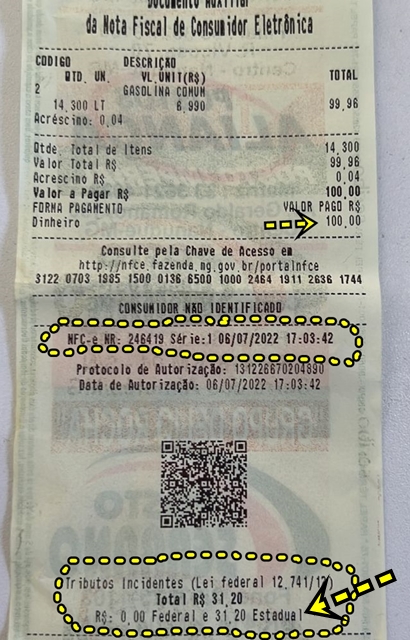 Documento Auxiliar
da Nota Fiscal de Consumidor Eletrônica
CODIGO DESCRIÇÃO
QTD. UN. VL.UNIT(R$) TOTAL
2 GASOLINA COMUM
14,300 LT 6,990 99,96
Acréscimo: 0,04
Qtde. Total de Itens 14,300
Valor Total R$ 99,96
Acrescimo R$ 0,04
Valor a Pagar R$ 100,00
FORMA PAGAMENTO VALOR PAGO R$
Dinheiro 100,00
Consulte pela Chave de Acesso em
http://nfce.fazenda.mg.gov.br/portalnfce
3122 0703 1985 1500 0136 6500 1000 2464 1911 2636 1744
CONSUMIDOR NÃO IDENTIFICADO
NFC-e NR: 246419 Série:1 06/07/2022 17:03:42
Protocolo de Autorização: 131226670204890
Data de Autorização: 06/07/2022 17:03:42
Tributos Incidentes (Lei federal 12.741/12)
Total R$ 31,20
R$: 0,00 Federal e 31,20 Estadual